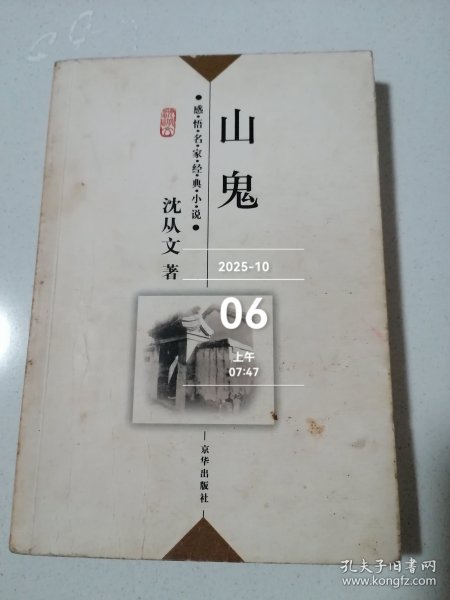 山鬼
●感·悟·名·家·经·典·小·说●
沈从文 著
2025-10
06
上午
07:47
京华出版社
孔夫子旧书网
www.kongfz.com